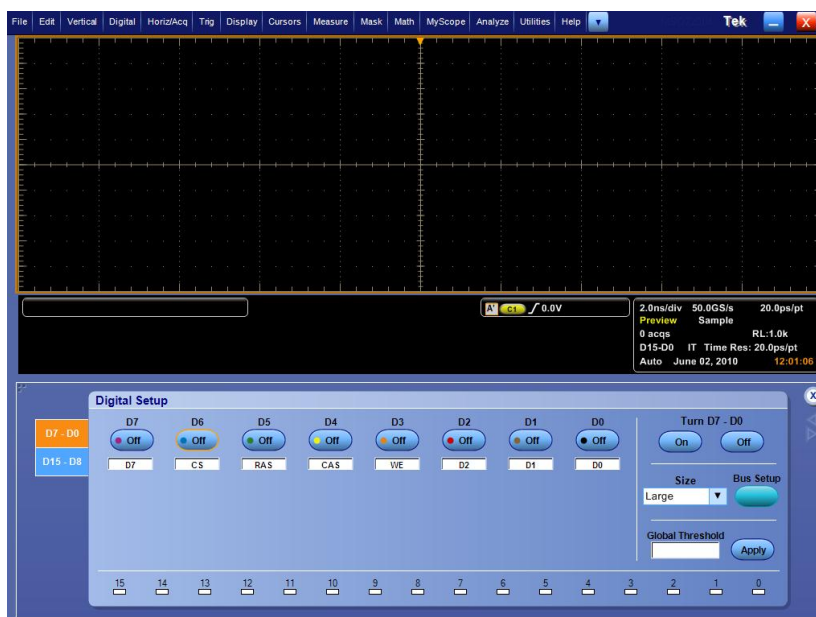 File Edit Vertical Digital Horiz/Acq Trig Display Cursors Measure Mask Math MyScope Analyze Utilities Help Tek X
A' C1 0.0V
2.0ns/div 50.0GS/s 20.0ps/pt
Preview Sample
0 acqs RL:1.0k
D15-D0 IT Time Res: 20.0ps/pt
Auto June 02, 2010 12:01:06
Digital Setup X
D7 - D0
D15 - D8
D7 D6 D5 D4 D3 D2 D1 D0
Off Off Off Off Off Off Off Off
D7 CS RAS CAS WE D2 D1 D0
Turn D7 - D0
On Off
Size Bus Setup
Large
Global Threshold
Apply
15 14 13 12 11 10 9 8 7 6 5 4 3 2 1 0